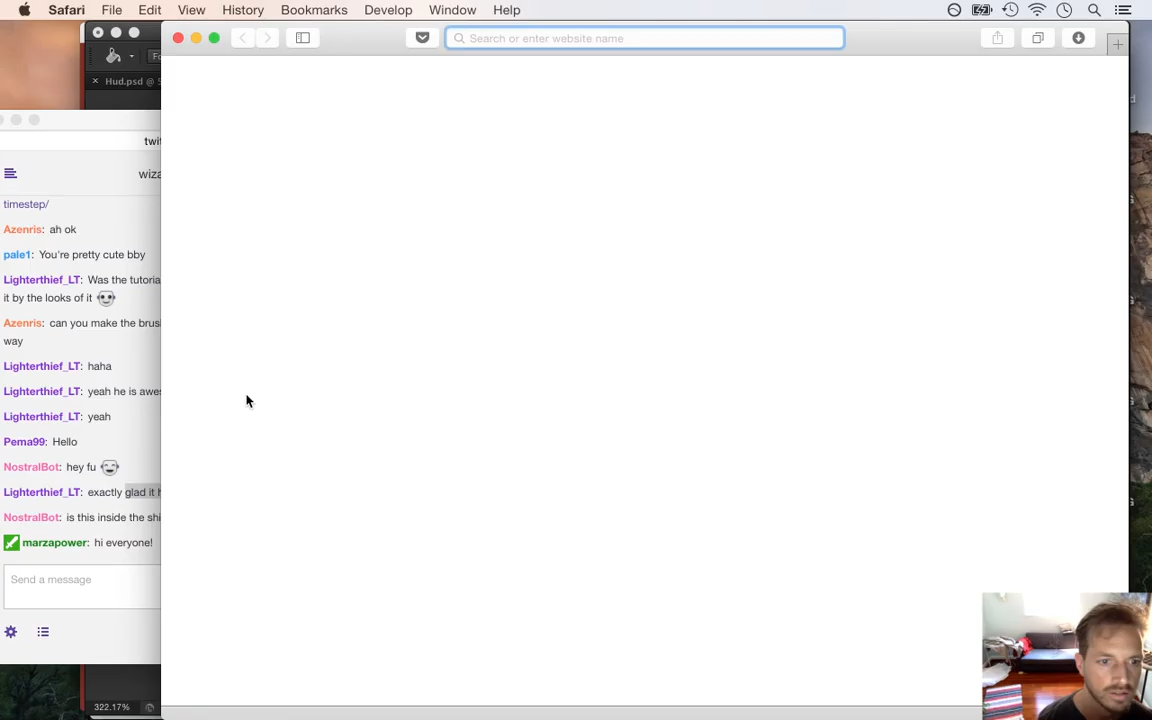 Safari File Edit View History Bookmarks Develop Window Help
Search or enter website name
Hud.psd @
twit
wiza
timestep/
Azenris: ah ok
pale1: You're pretty cute bby
Lighterthief_LT: Was the tutoria
it by the looks of it
Azenris: can you make the brus
way
Lighterthief_LT: haha
Lighterthief_LT: yeah he is awes
Lighterthief_LT: yeah
Pema99: Hello
NostralBot: hey fu
Lighterthief_LT: exactly glad it h
NostralBot: is this inside the shi
marzapower: hi everyone!
Send a message
322.17%